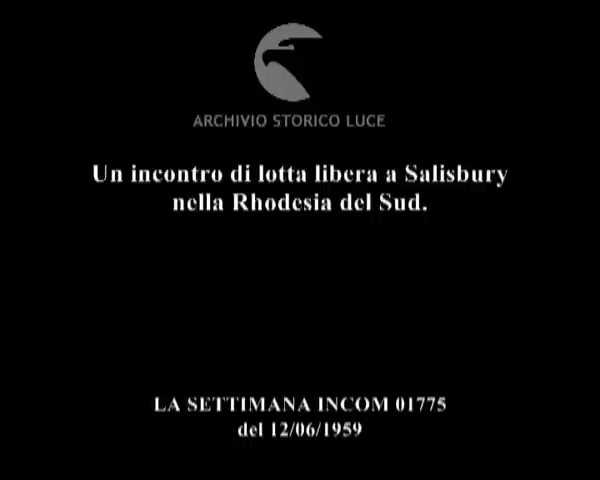 ARCHIVIO STORICO LUCE
Un incontro di lotta libera a Salisbury
nella Rhodesia del Sud.
LA SETTIMANA INCOM 01775
del 12/06/1959